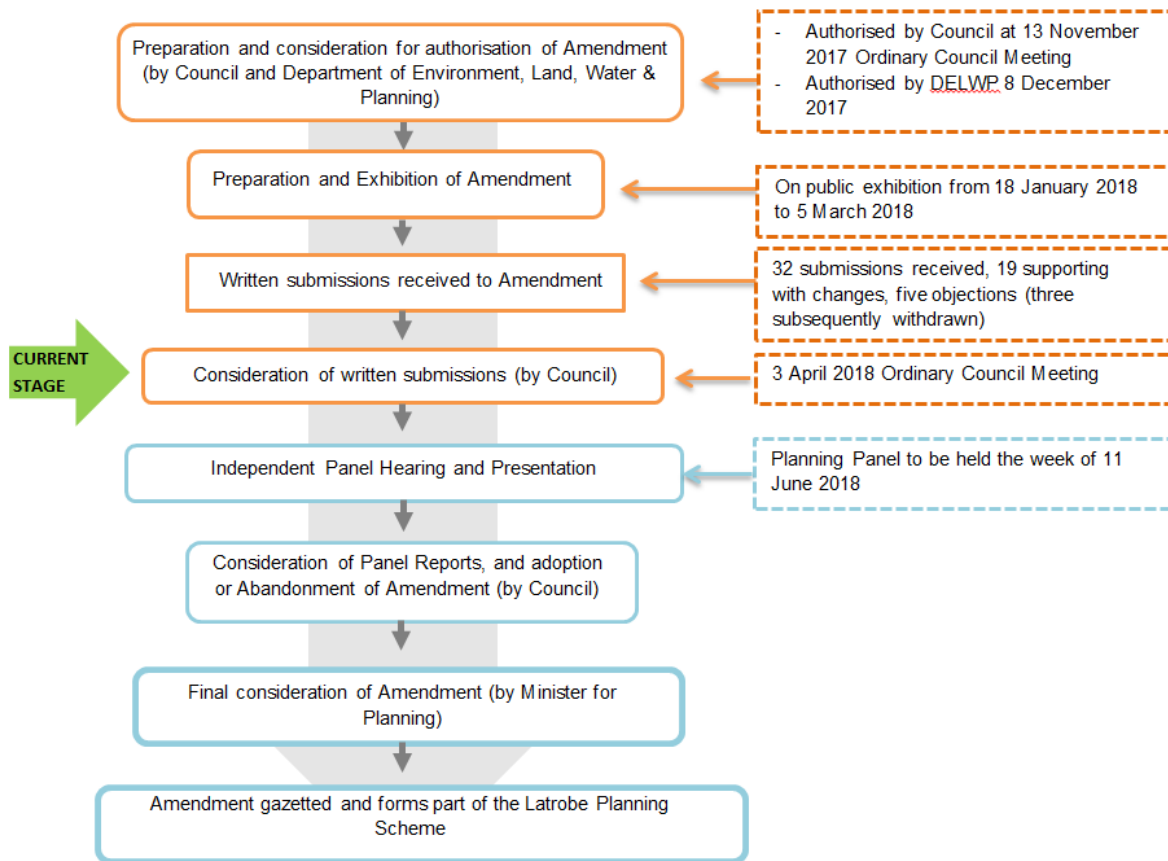 Preparation and consideration for authorisation of Amendment
(by Council and Department of Environment, Land, Water &
Planning)
- Authorised by Council at 13 November
2017 Ordinary Council Meeting
- Authorised by DELWP 8 December
2017
Preparation and Exhibition of Amendment
On public exhibition from 18 January 2018
to 5 March 2018
Written submissions received to Amendment
32 submissions received, 19 supporting
with changes, five objections (three
subsequently withdrawn)
CURRENT
STAGE
Consideration of written submissions (by Council)
3 April 2018 Ordinary Council Meeting
Independent Panel Hearing and Presentation
Planning Panel to be held the week of 11
June 2018
Consideration of Panel Reports, and adoption
or Abandonment of Amendment (by Council)
Final consideration of Amendment (by Minister for
Planning)
Amendment gazetted and forms part of the Latrobe Planning
Scheme